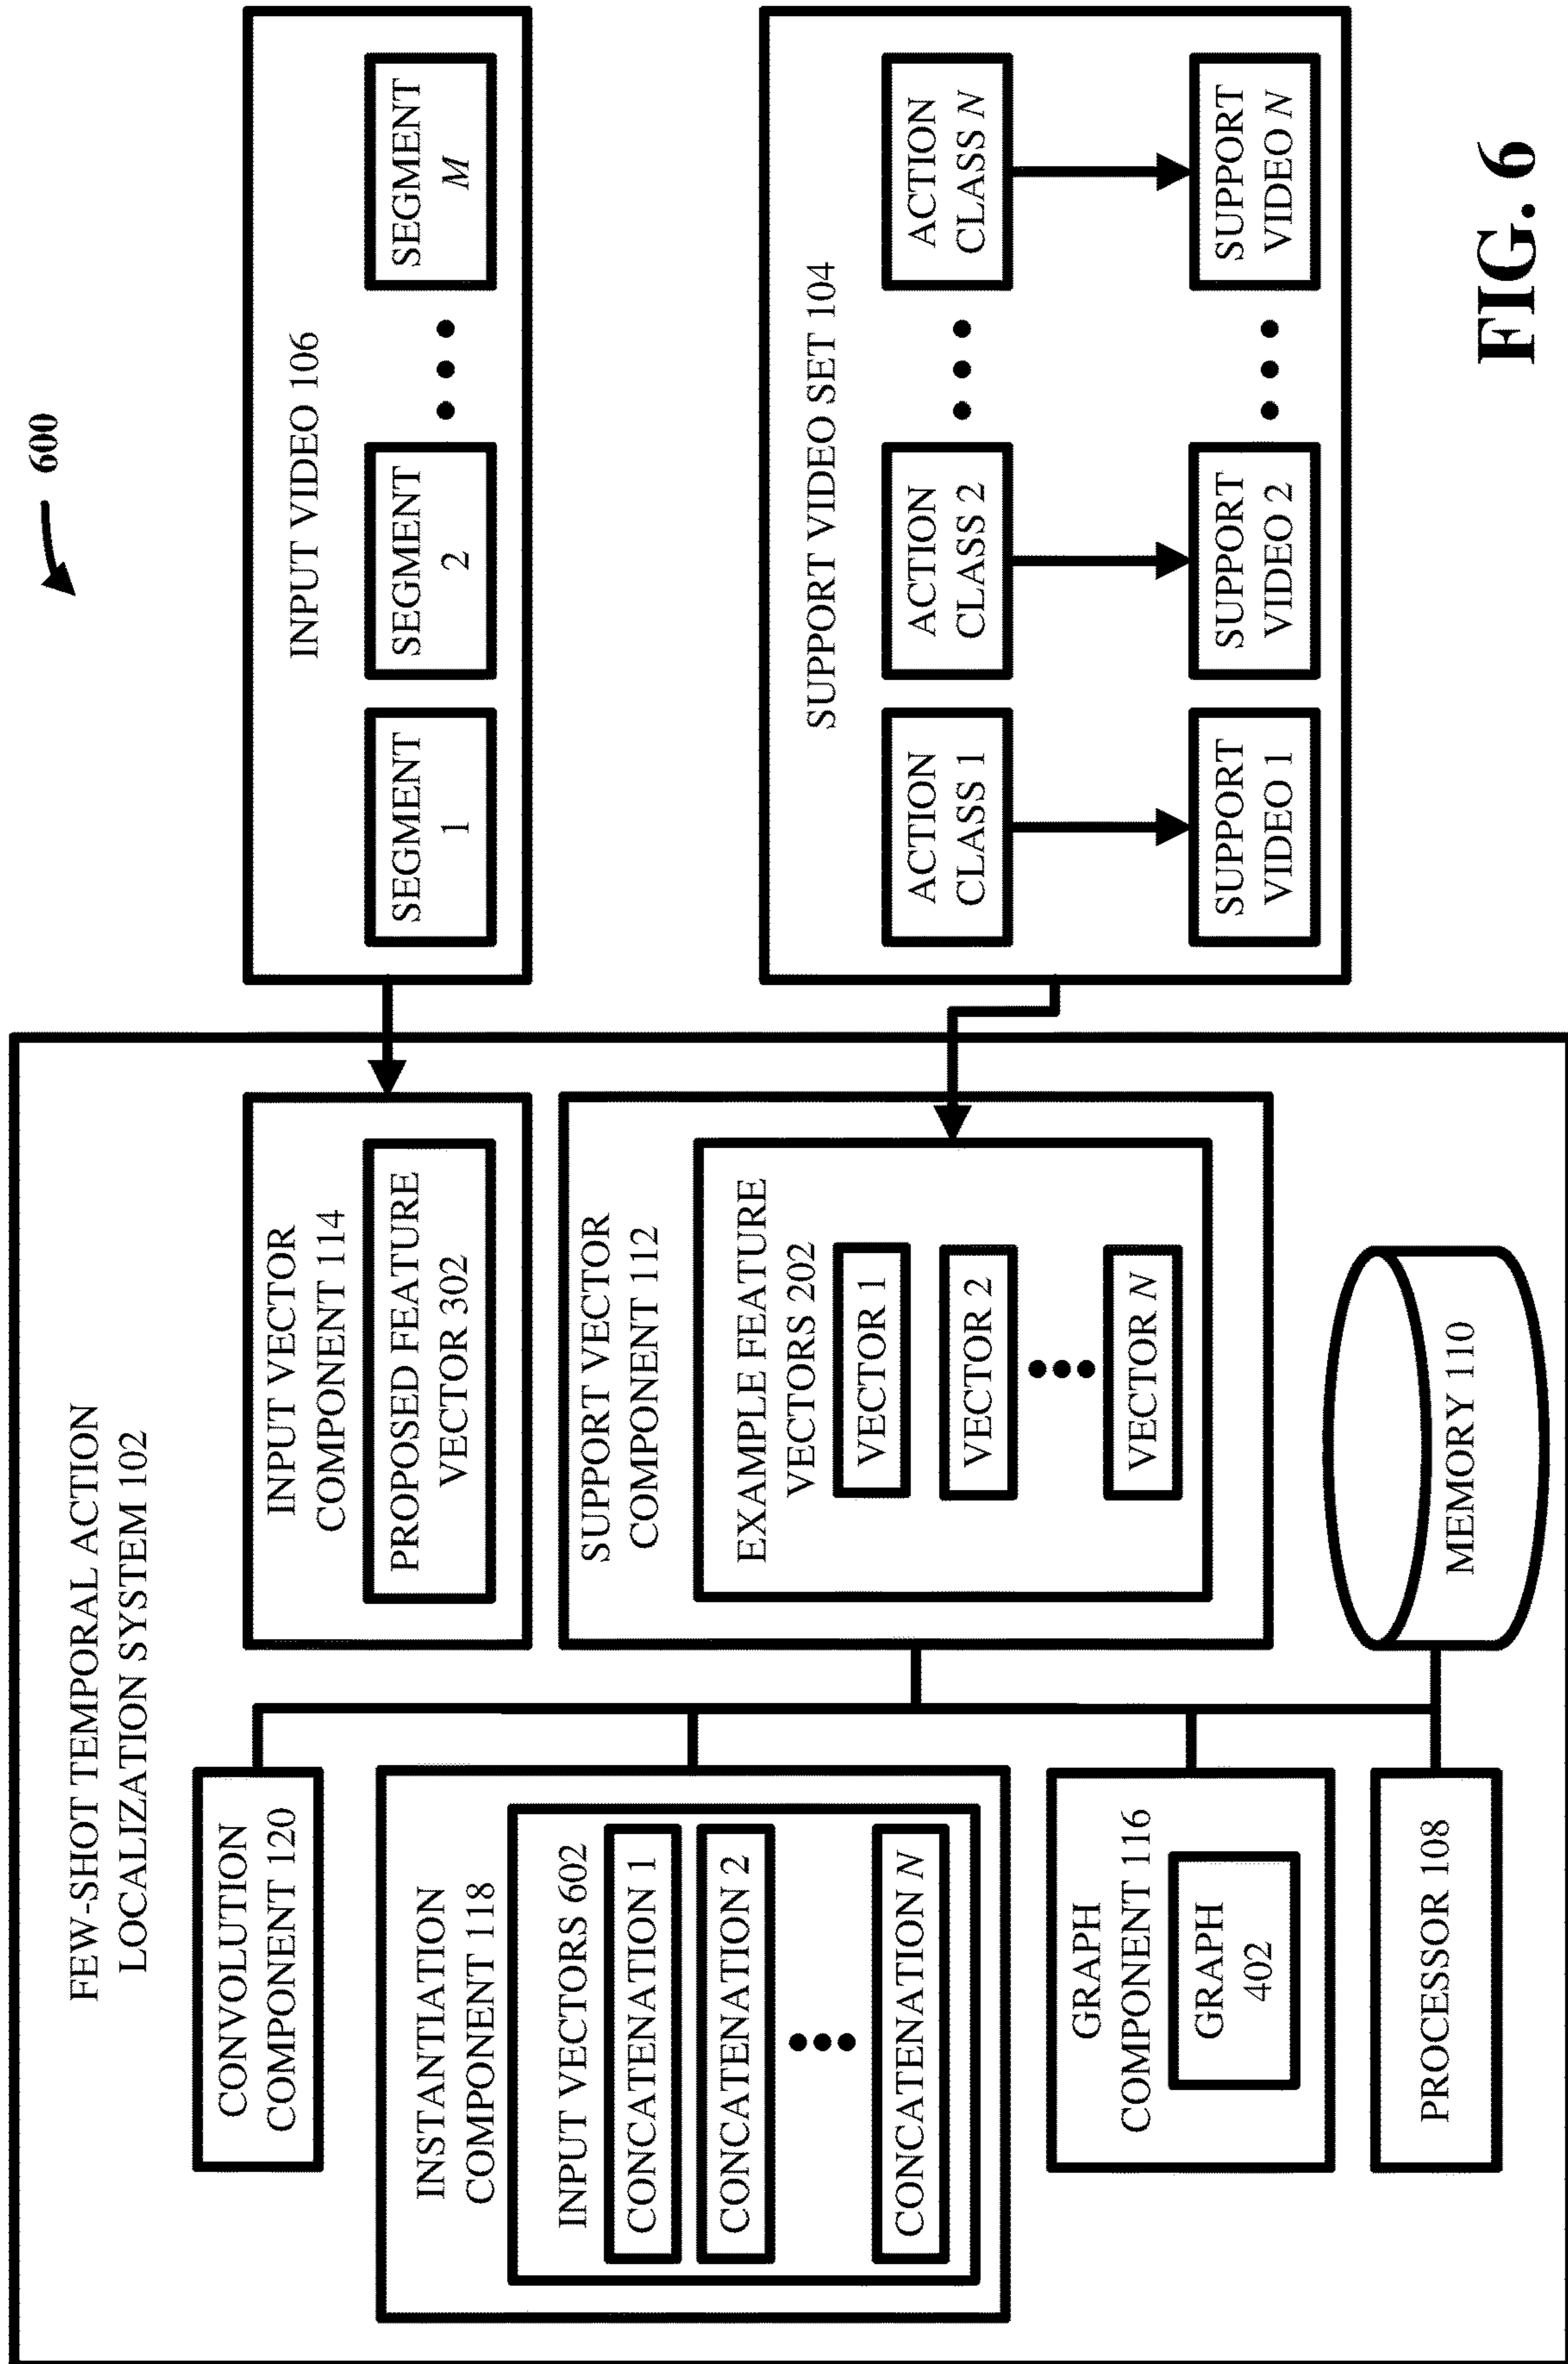 600
FEW-SHOT TEMPORAL ACTION
LOCALIZATION SYSTEM 102
CONVOLUTION
COMPONENT 120
INSTANTIATION
COMPONENT 118
INPUT VECTORS 602
CONCATENATION 1
CONCATENATION 2
CONCATENATION N
GRAPH
COMPONENT 116
GRAPH
402
PROCESSOR 108
INPUT VECTOR
COMPONENT 114
PROPOSED FEATURE
VECTOR 302
SUPPORT VECTOR
COMPONENT 112
EXAMPLE FEATURE
VECTORS 202
VECTOR 1
VECTOR 2
VECTOR N
MEMORY 110
INPUT VIDEO 106
SEGMENT
1
SEGMENT
2
SEGMENT
M
SUPPORT VIDEO SET 104
ACTION
CLASS 1
ACTION
CLASS 2
ACTION
CLASS N
SUPPORT
VIDEO 1
SUPPORT
VIDEO 2
SUPPORT
VIDEO N
FIG. 6